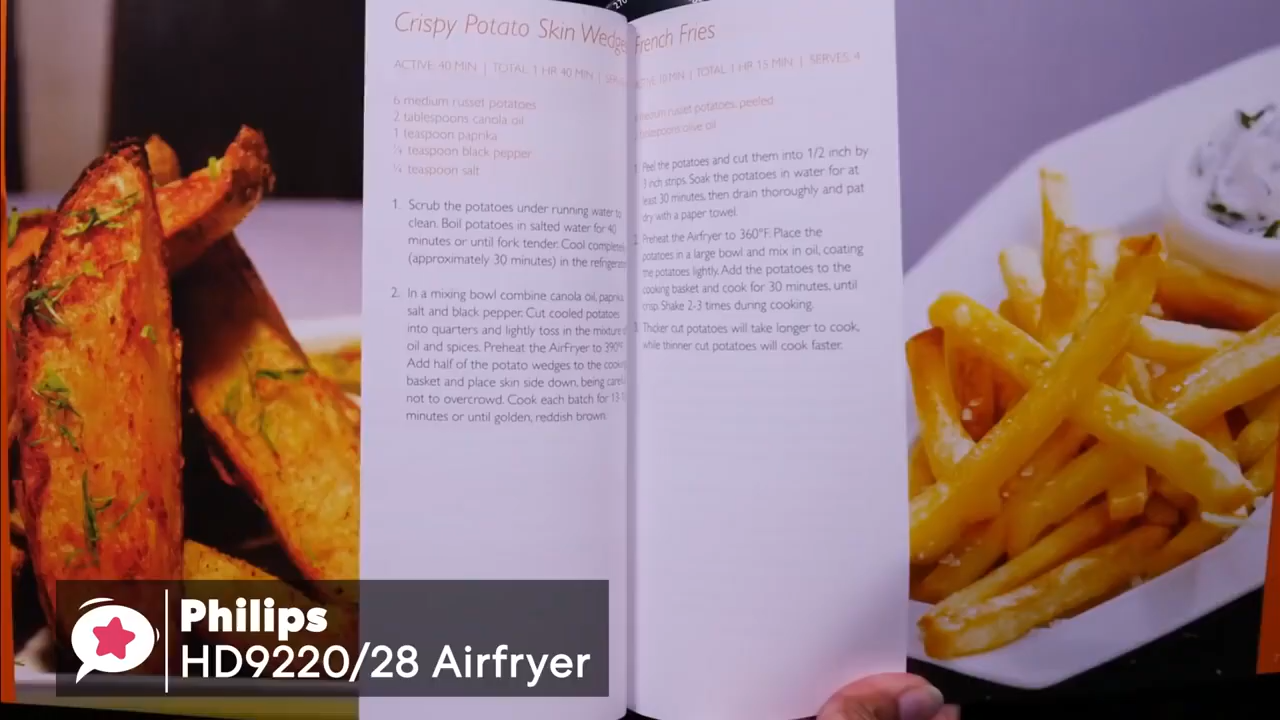 Crispy Potato Skin Wedge
ACTIVE: 40 MIN | TOTAL: 1 HR 40 MIN |
6 medium russet potatoes
2 tablespoons canola oil
1 teaspoon paprika
teaspoon black pepper
teaspoon salt
1. Scrub the potatoes under running water to
clean. Boil potatoes in salted water for 40
minutes or until fork tender. Cool complete
(approximately 30 minutes) in the refrigerato
2. In a mixing bowl combine canola oil, paprika,
salt and black pepper. Cut cooled potatoes
into quarters and lightly toss in the mixture
oil and spices. Preheat the AirFryer to 390°
Add half of the potato wedges to the
basket and place skin side down, being
not to overcrowd. Cook each batch for 13
minutes or until golden, reddish brown.
French Fries
10 MIN | TOTAL: 1 HR 15 MIN | SERVES: 4
russet potatoes, peeled
olive oil
Peel the potatoes and cut them into 1/2 inch by
3 inch strips. Soak the potatoes in water for at
least 30 minutes, then drain thoroughly and pat
dry with a paper towel.
2. Preheat the Airfryer to 360°F. Place the
potatoes in a large bowl and mix in oil, coating
the potatoes lightly. Add the potatoes to the
cooking basket and cook for 30 minutes, until
crisp. Shake 2-3 times during cooking.
Thicker cut potatoes will take longer to cook,
while thinner cut potatoes will cook faster.
Philips
HD9220/28 Airfryer